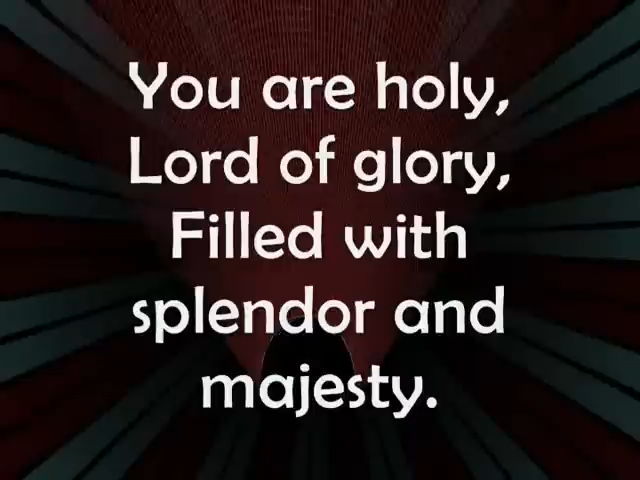 You are holy,
Lord of glory,
Filled with
splendor and
majesty.